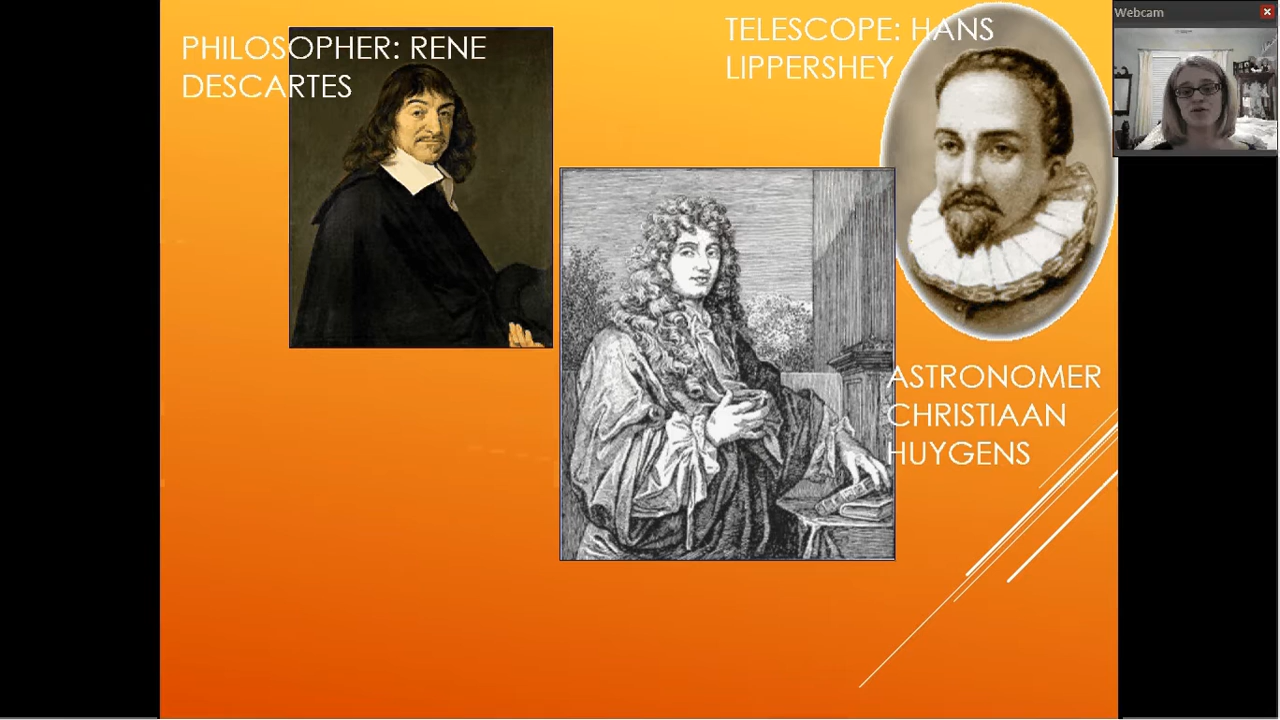 PHILOSOPHER: RENE
DESCARTES
TELESCOPE: HANS
LIPPERSHEY
ASTRONOMER
CHRISTIAAN
HUYGENS
Webcam